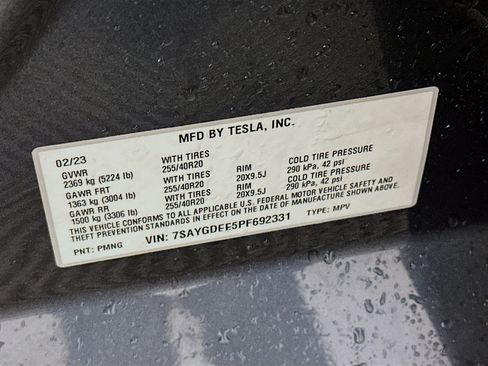 MFD BY TESLA, INC.
02/23
GVWR WITH TIRES RIM COLD TIRE PRESSURE
2369 kg (5224 lb) 255/40R20 20X9.5J 290 kPa, 42 psi
GAWR FRT WITH TIRES RIM COLD TIRE PRESSURE
1363 kg (3004 lb) 255/40R20 20X9.5J 290 kPa, 42 psi
GAWR RR WITH TIRES
1500 kg (3306 lb) 255/40R20
THIS VEHICLE CONFORMS TO ALL APPLICABLE U.S. FEDERAL MOTOR VEHICLE SAFETY AND
THEFT PREVENTION STANDARDS IN EFFECT ON THE DATE OF MANUFACTURE SHOWN ABOVE.
PNT: PMNG VIN: 7SAYGDEF5PF692331 TYPE: MPV